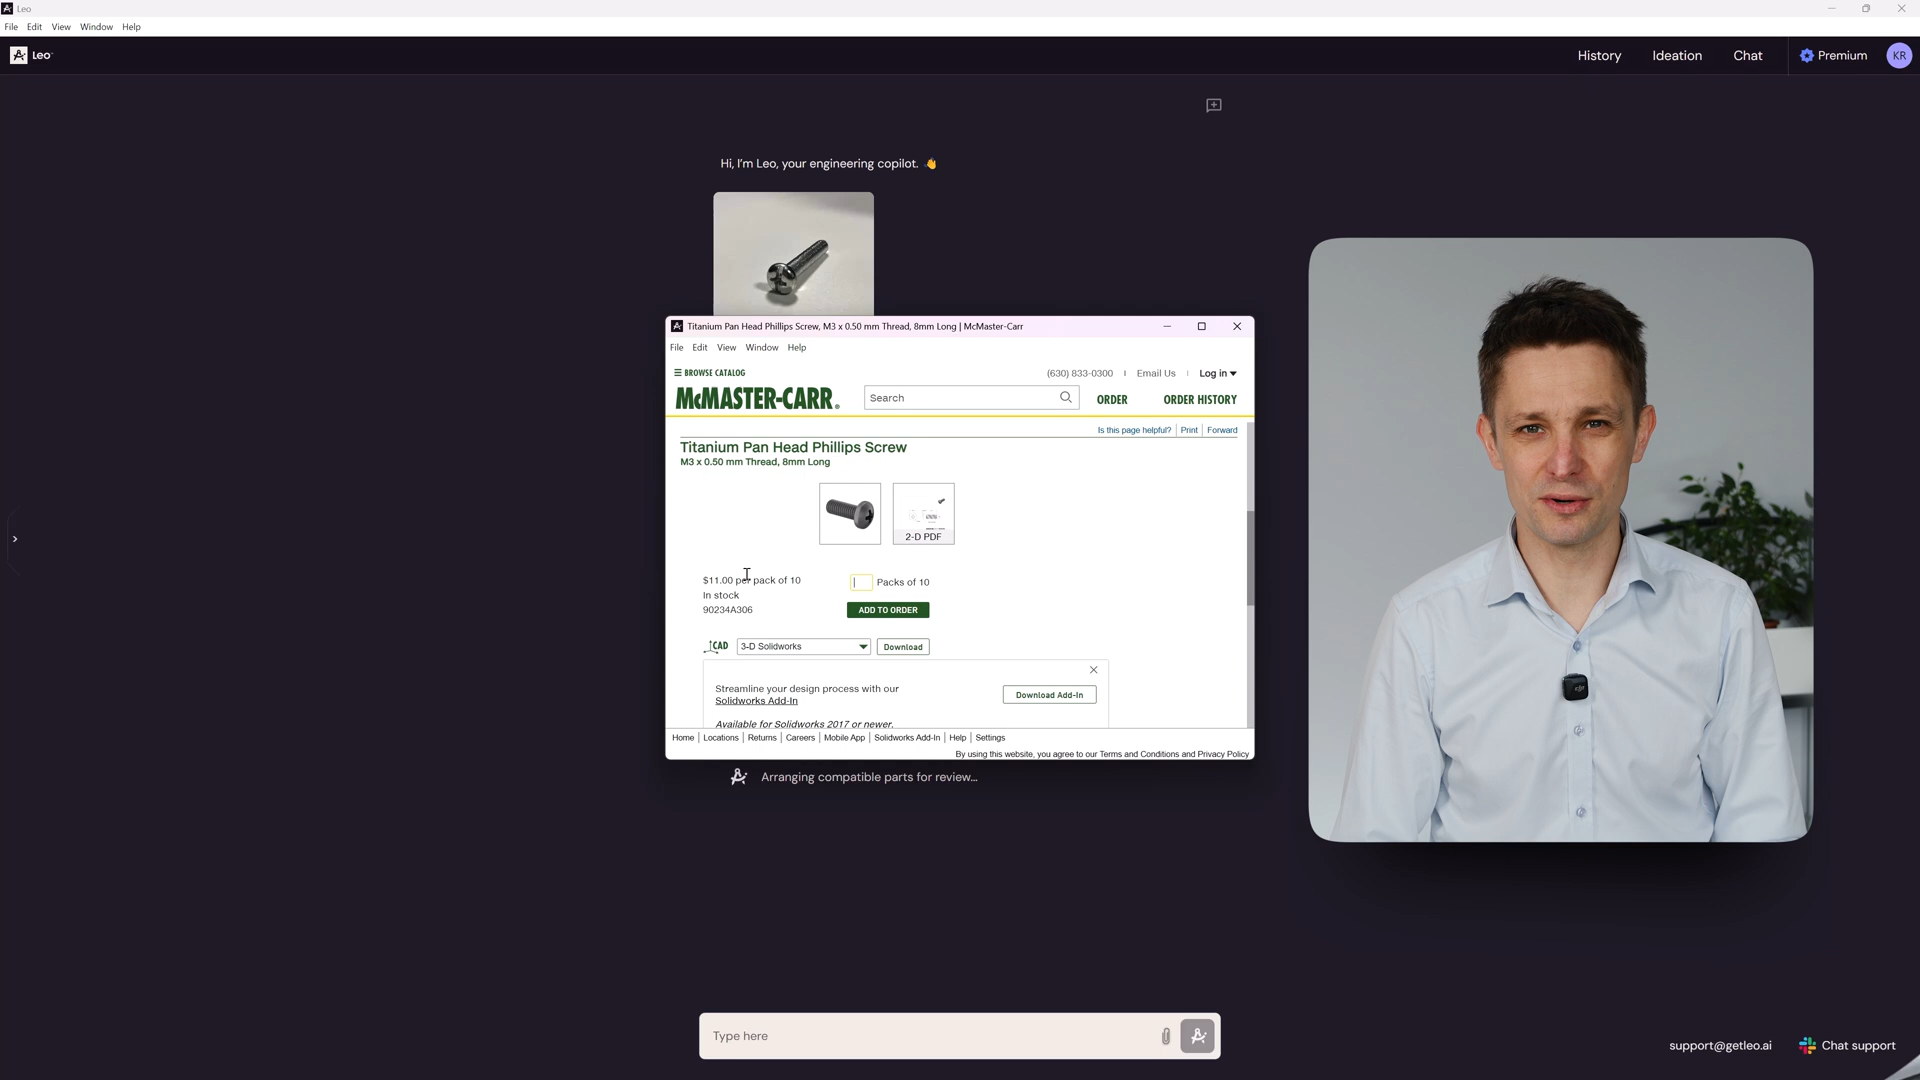 Leo
File Edit View Window Help
Leo
History Ideation Chat Premium KR
Hi, I'm Leo, your engineering copilot. 👋
Titanium Pan Head Phillips Screw, M3 x 0.50 mm Thread, 8mm Long | McMaster-Carr
File Edit View Window Help
BROWSE CATALOG
(630) 833-0300 | Email Us | Log in
McMASTER-CARR®
Search
ORDER ORDER HISTORY
Is this page helpful? Print Forward
Titanium Pan Head Phillips Screw
M3 x 0.50 mm Thread, 8mm Long
2-D PDF
$11.00 per pack of 10
Packs of 10
In stock
90234A306
ADD TO ORDER
CAD 3-D Solidworks Download
Streamline your design process with our
Solidworks Add-In
Download Add-In
Available for Solidworks 2017 or newer.
Home Locations Returns Careers Mobile App Solidworks Add-In Help Settings
By using this website, you agree to our Terms and Conditions and Privacy Policy
Arranging compatible parts for review...
Type here
support@getleo.ai Chat support